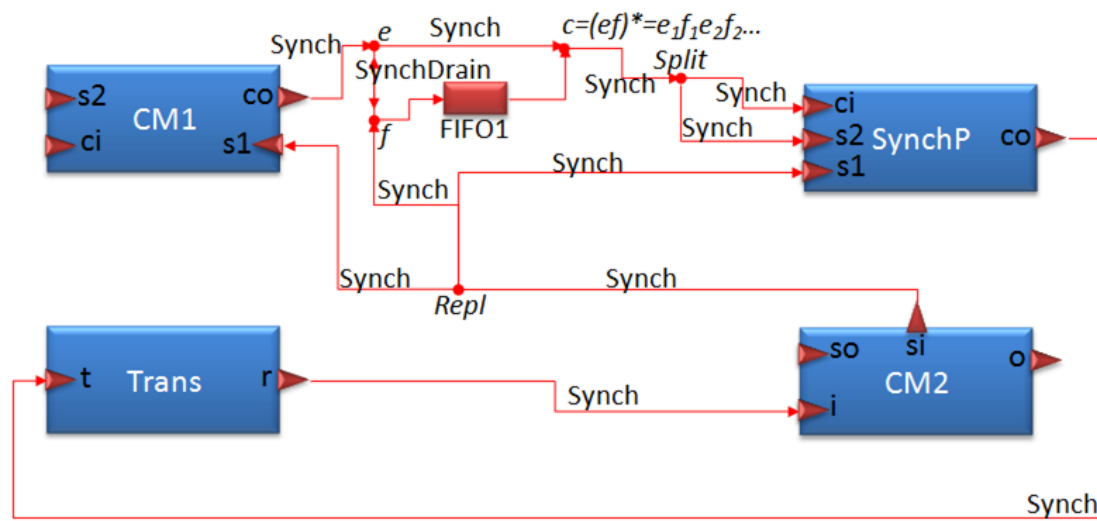 e
Synch
c=(ef)*=e₁f₁e₂f₂...
Synch
Split
SynchDrain
Synch
s2
co
CM1
ci
s1
FIFO1
f
Synch
ci
Synch
s2
SynchP
co
s1
Synch
Synch
Synch
Synch
Repl
so
si
o
CM2
i
t
Trans
r
Synch
Synch